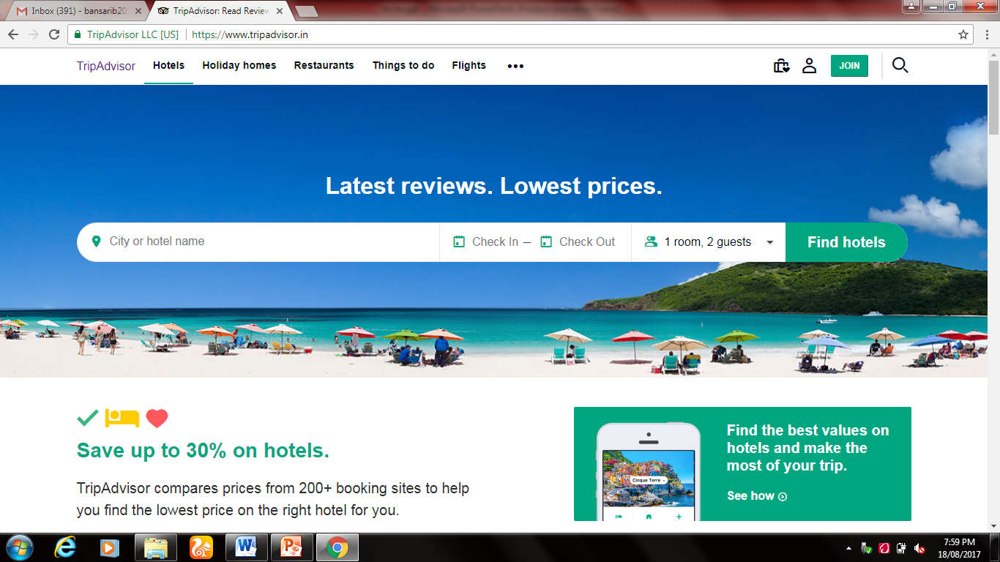 Inbox (391) - bansarib20
TripAdvisor: Read Review
TripAdvisor LLC [US] https://www.tripadvisor.in
TripAdvisor Hotels Holiday homes Restaurants Things to do Flights ••• JOIN
Latest reviews. Lowest prices.
City or hotel name Check In — Check Out 1 room, 2 guests Find hotels
Save up to 30% on hotels.
TripAdvisor compares prices from 200+ booking sites to help
you find the lowest price on the right hotel for you.
Cinque Terre
Find the best values on
hotels and make the
most of your trip.
See how
7:59 PM
18/08/2017